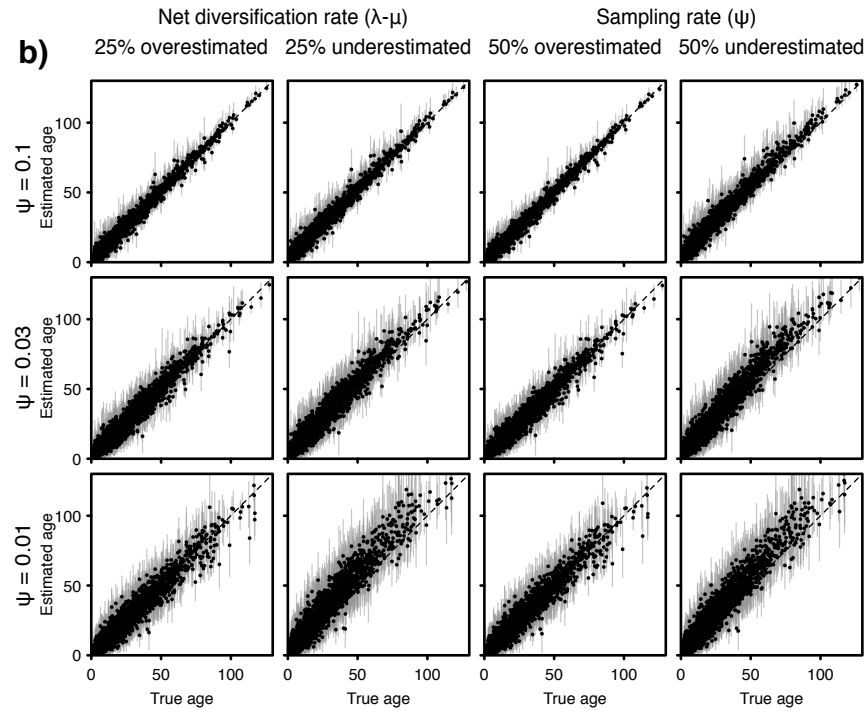 Net diversification rate (λ-μ) Sampling rate (ψ)
b) 25% overestimated 25% underestimated 50% overestimated 50% underestimated
ψ = 0.1
Estimated age
100
50
0
ψ = 0.03
Estimated age
100
50
0
ψ = 0.01
Estimated age
100
50
0
0 50 100 0 50 100 0 50 100 0 50 100
True age True age True age True age